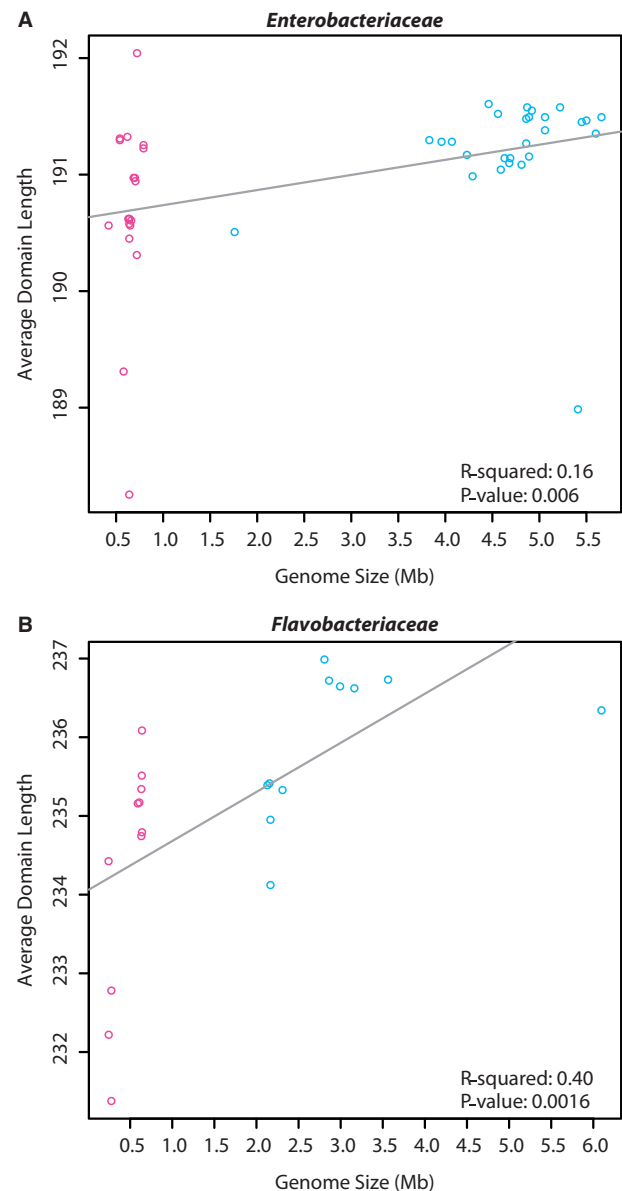 A
Enterobacteriaceae
192
191
190
189
Average Domain Length
R-squared: 0.16
P-value: 0.006
0.5 1.0 1.5 2.0 2.5 3.0 3.5 4.0 4.5 5.0 5.5
Genome Size (Mb)
B
Flavobacteriaceae
237
236
235
234
233
232
Average Domain Length
R-squared: 0.40
P-value: 0.0016
0.5 1.0 1.5 2.0 2.5 3.0 3.5 4.0 4.5 5.0 5.5 6.0
Genome Size (Mb)